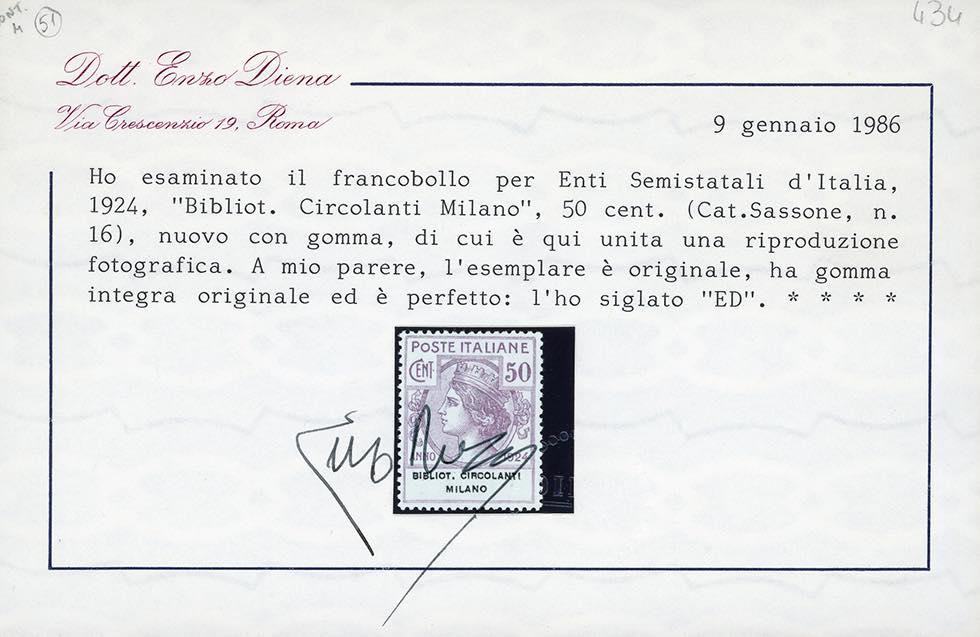 51
434
Dott. Enzo Diena
Via Crescenzio 19, Roma
9 gennaio 1986
Ho esaminato il francobollo per Enti Semistatali d'Italia,
1924, "Bibliot. Circolanti Milano", 50 cent. (Cat.Sassone, n.
16), nuovo con gomma, di cui è qui unita una riproduzione
fotografica. A mio parere, l'esemplare è originale, ha gomma
integra originale ed è perfetto: l'ho siglato "ED". * * * *
POSTE ITALIANE
CENT 50
ANNO 1924
BIBLIOT. CIRCOLANTI
MILANO